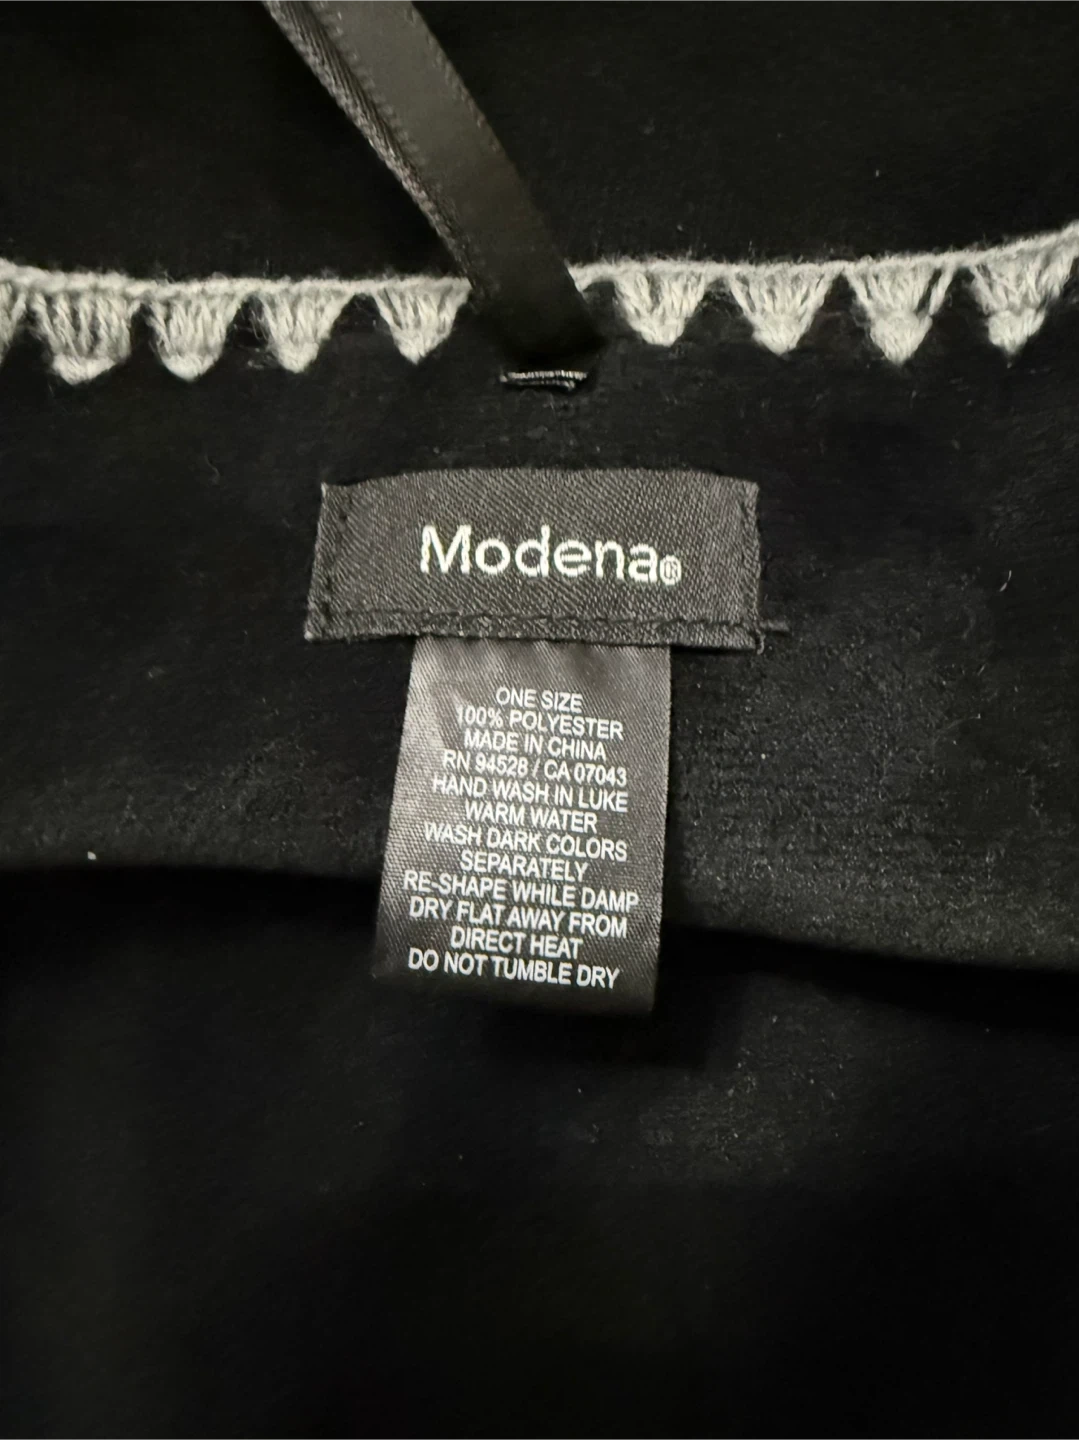 Modena®
ONE SIZE
100% POLYESTER
MADE IN CHINA
RN 94528 / CA 07043
HAND WASH IN LUKE
WARM WATER
WASH DARK COLORS
SEPARATELY
RE-SHAPE WHILE DAMP
DRY FLAT AWAY FROM
DIRECT HEAT
DO NOT TUMBLE DRY